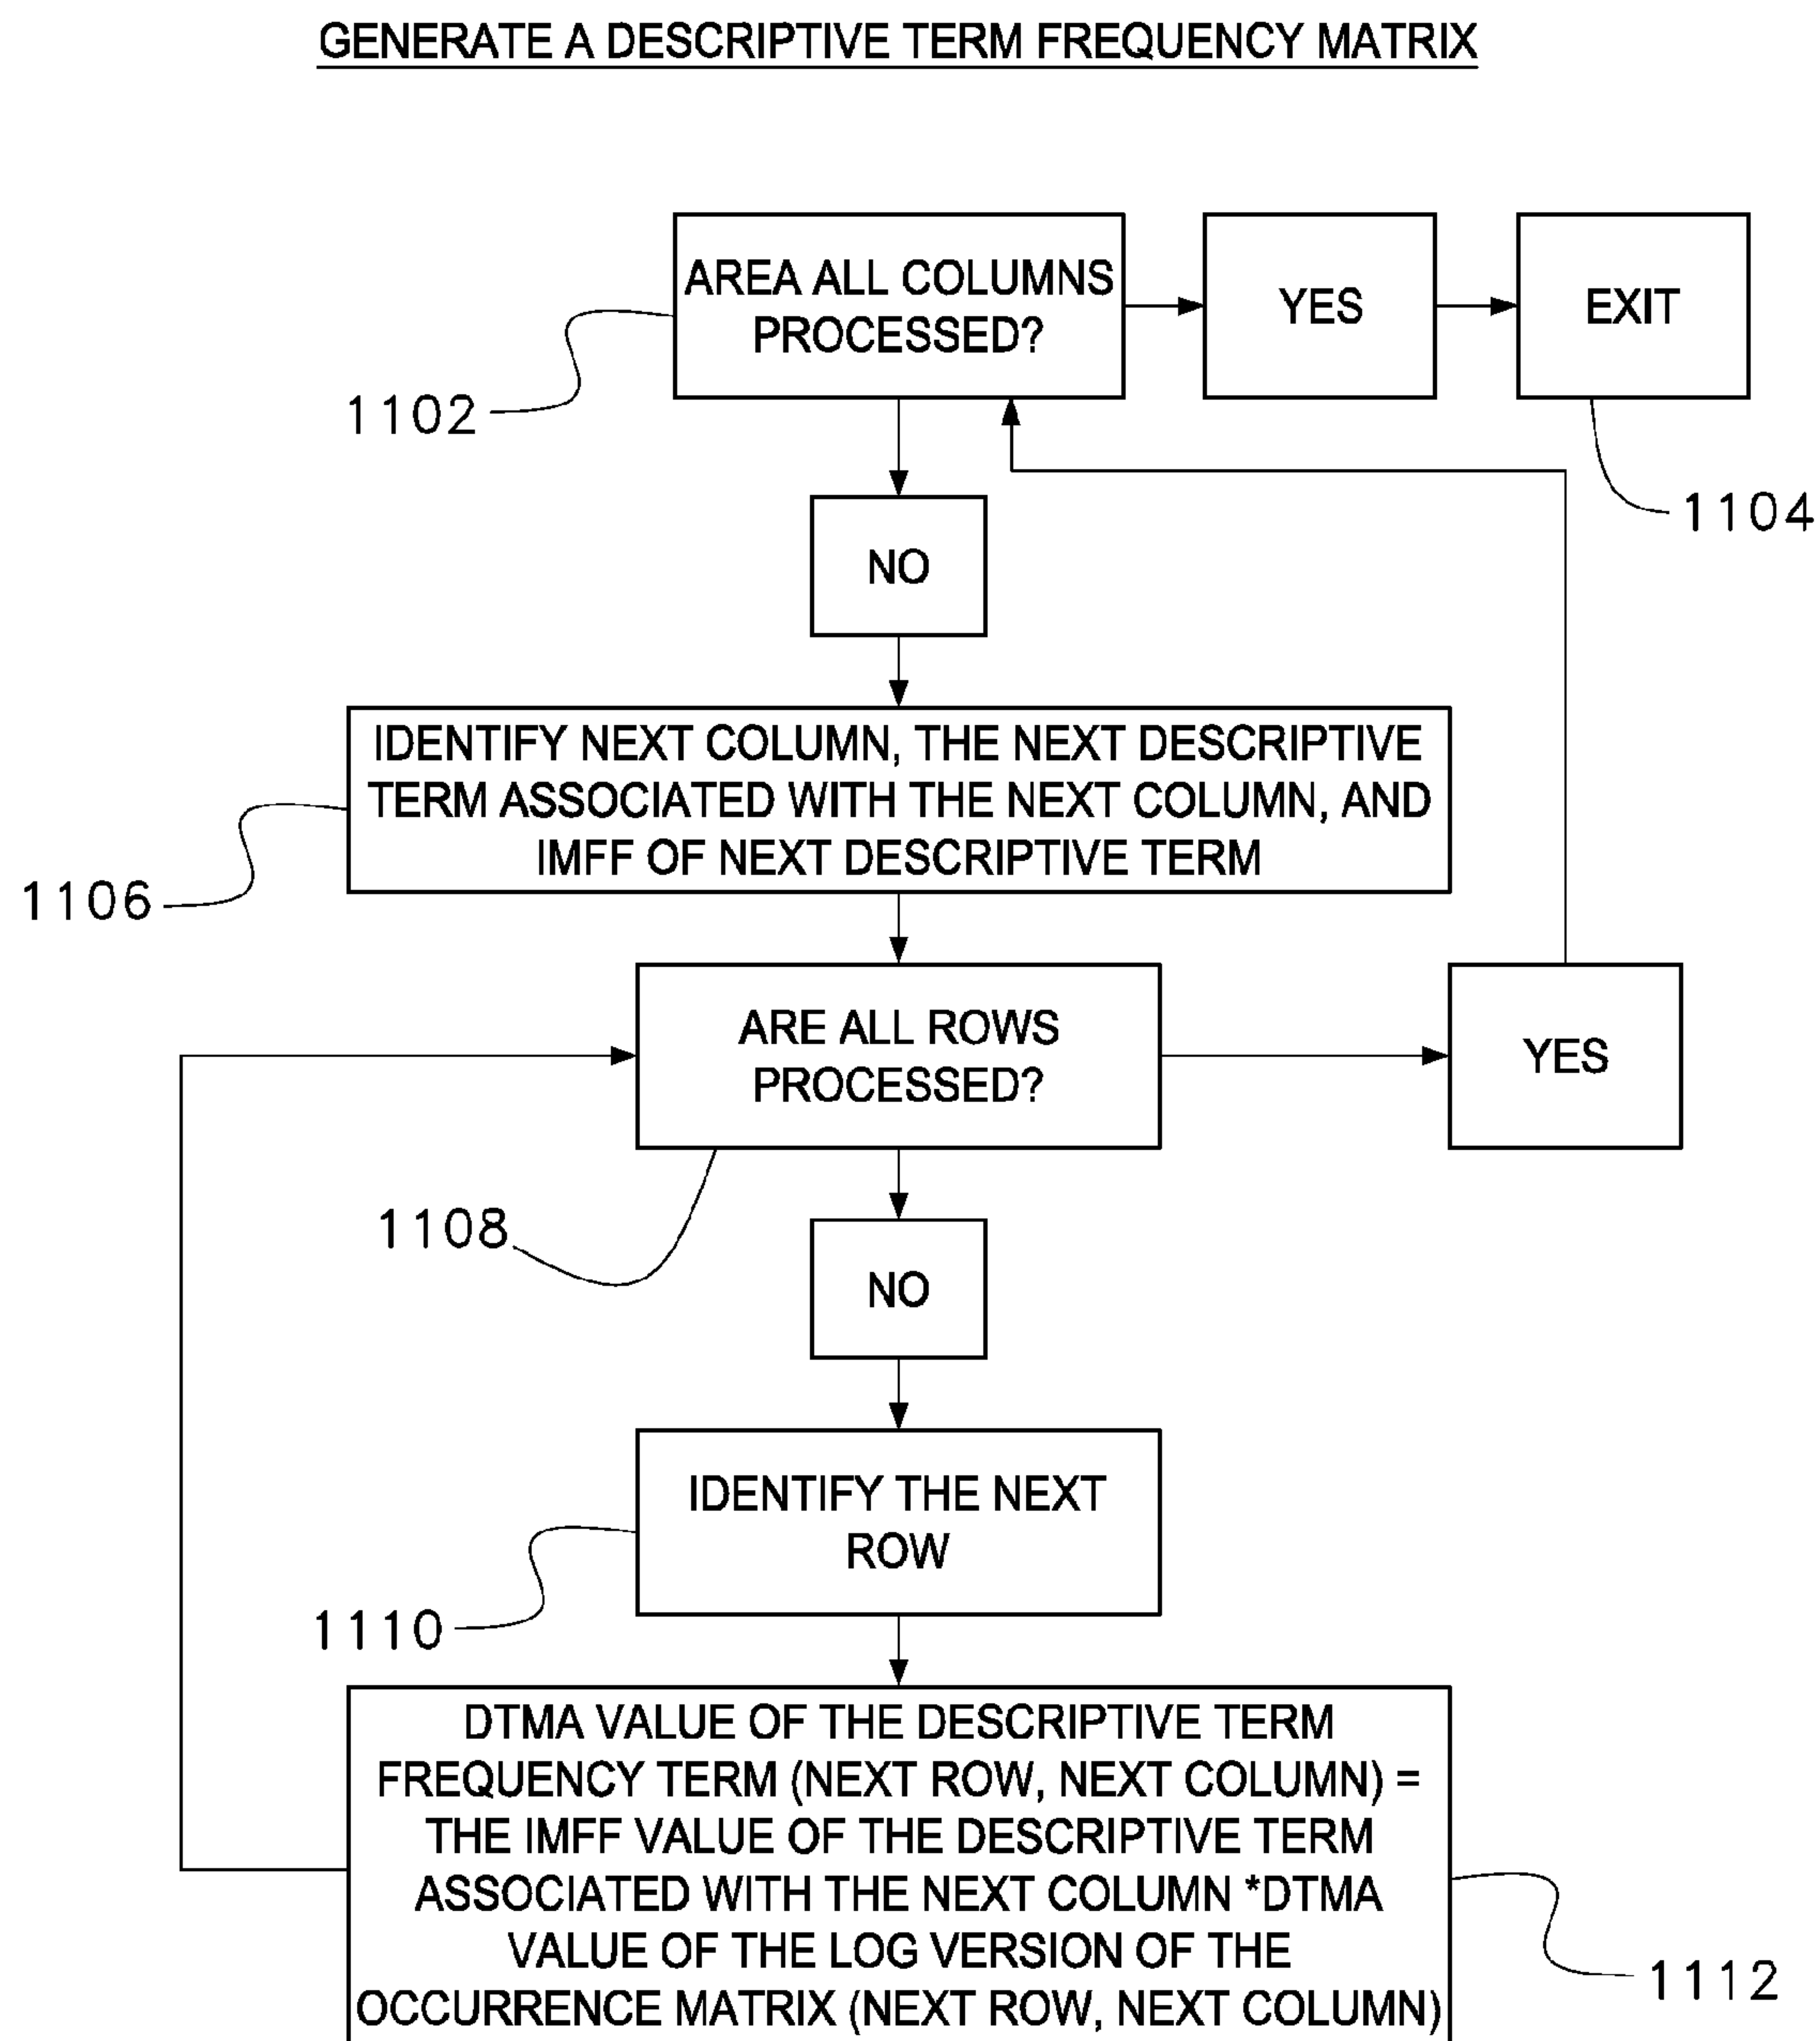 GENERATE A DESCRIPTIVE TERM FREQUENCY MATRIX
AREA ALL COLUMNS
PROCESSED?
YES
EXIT
1102
1104
NO
IDENTIFY NEXT COLUMN, THE NEXT DESCRIPTIVE
TERM ASSOCIATED WITH THE NEXT COLUMN, AND
IMFF OF NEXT DESCRIPTIVE TERM
1106
ARE ALL ROWS
PROCESSED?
YES
1108
NO
IDENTIFY THE NEXT
ROW
1110
DTMA VALUE OF THE DESCRIPTIVE TERM
FREQUENCY TERM (NEXT ROW, NEXT COLUMN) =
THE IMFF VALUE OF THE DESCRIPTIVE TERM
ASSOCIATED WITH THE NEXT COLUMN *DTMA
VALUE OF THE LOG VERSION OF THE
OCCURRENCE MATRIX (NEXT ROW, NEXT COLUMN)
1112